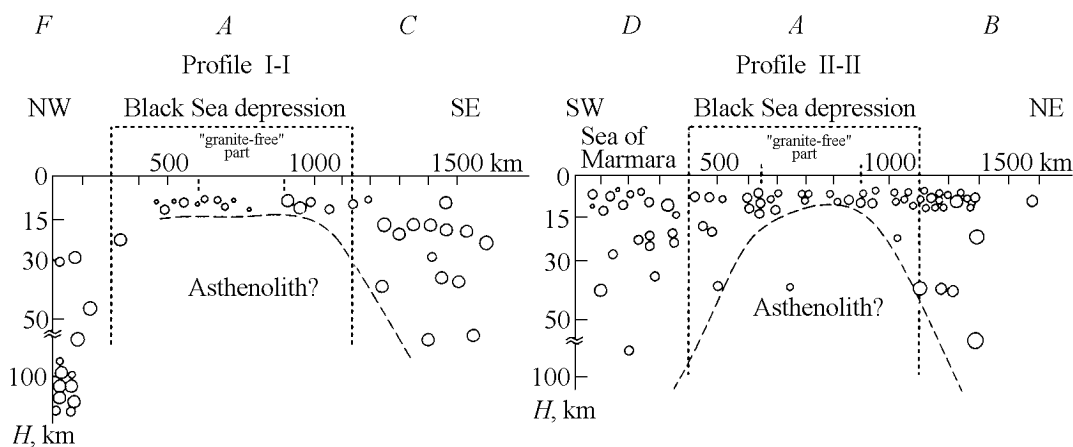 F A C
Profile I-I
NW Black Sea depression SE
"granite-free"
part
500 1000 1500 km
0
15
30
50
100
H, km
Asthenolith?
D A B
Profile II-II
SW Black Sea depression NE
Sea of
Marmara
"granite-free"
part
500 1000 1500 km
0
15
30
50
100
H, km
Asthenolith?